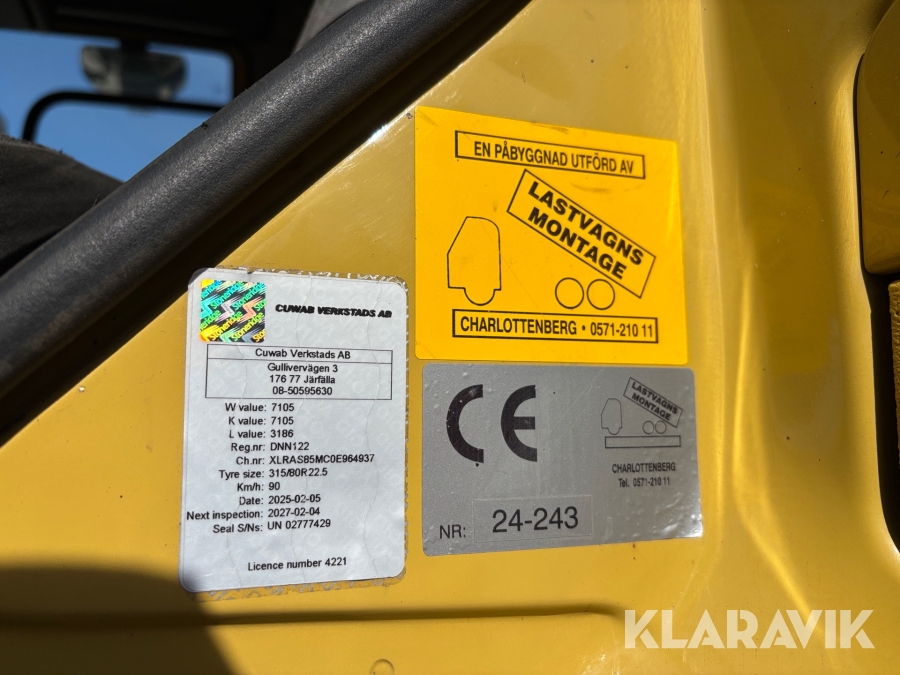 EN PÅBYGGNAD UTFÖRD AV
LASTVAGNS
MONTAGE
CHARLOTTENBERG • 0571-210 11
Stoneridge
Stoneridge
Stoneridge
CUWAB VERKSTADS AB
Cuwab Verkstads AB
Gullivervägen 3
176 77 Järfälla
08-50595630
W value: 7105
K value: 7105
L value: 3186
Reg.nr: DNN122
Ch.nr: XLRAS85MC0E964937
Tyre size: 315/80R22.5
Km/h: 90
Date: 2025-02-05
Next inspection: 2027-02-04
Seal S/Ns: UN 02777429
Licence number 4221
CE
LASTVAGNS
MONTAGE
CHARLOTTENBERG
Tel. 0571-210 11
NR: 24-243
KLARAVIK